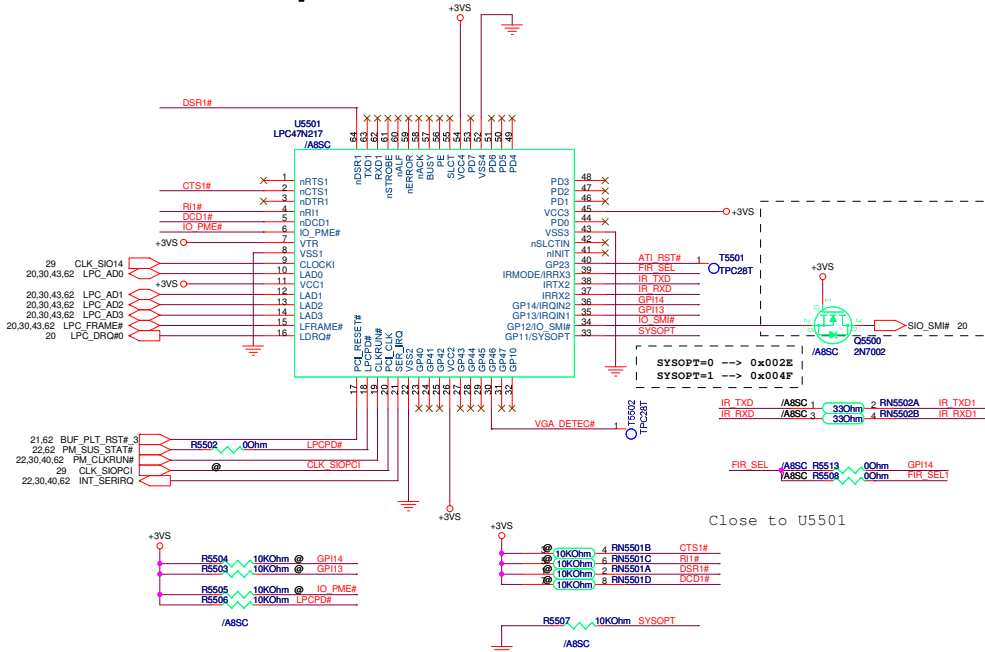 +3VS
DSR1#
U5501
LPC47N217
/A8SC
64 63 62 61 60 59 58 57 56 55 54 53 52 51 50 49
nDSR1 TXD1 RXD1 nSTROBE nALF nERROR nACK BUSY PE SLCT VCC4 PD7 VSS4 PD6 PD5 PD4
1 nRTS1
CTS1# 2 nCTS1
3 nDTR1
RI1# 4 nRI1
DCD1# 5 nDCD1
IO_PME# 6 IO_PME#
+3VS 7 VTR
8 VSS1
29 CLK_SIO14 9 CLOCKI
20,30,43,62 LPC_AD0 10 LAD0
+3VS 11 VCC1
20,30,43,62 LPC_AD1 12 LAD1
20,30,43,62 LPC_AD2 13 LAD2
20,30,43,62 LPC_AD3 14 LAD3
20,30,43,62 LPC_FRAME# 15 LFRAME#
20 LPC_DRQ#0 16 LDRQ#
PD3 48
PD2 47
PD1 46
VCC3 45 +3VS
PD0 44
VSS3 43
nSLCTIN 42
nINIT 41
GP23 40 ATI_RST# 1 T5501 TPC28T
IRMODE/IRRX3 39 FIR_SEL
IRTX2 38 IR_TXD
IRRX2 37 IR_RXD
GP14/IRQIN2 36 GPI14
GP13/IRQIN1 35 GPI13
GP12/IO_SMI# 34 IO_SMI#
GP11/SYSOPT 33 SYSOPT
PCI_RESET# LPCPD# CLKRUN# PCI_CLK SER_IRQ VSS2 GP40 GP41 GP42 VCC2 GP43 GP44 GP45 GP46 GP47 GP10
17 18 19 20 21 22 23 24 25 26 27 28 29 30 31 32
+3VS
1
2 3
SIO_SMI# 20
/A8SC
Q5500
2N7002
SYSOPT=0 --> 0x002E
SYSOPT=1 --> 0x004F
VGA_DETEC# 1 T5502 TPC28T
IR_TXD /A8SC 1 33Ohm 2 RN5502A IR_TXD1
IR_RXD /A8SC 3 33Ohm 4 RN5502B IR_RXD1
21,62 BUF_PLT_RST#_3
22,62 PM_SUS_STAT# R5502 0Ohm LPCPD#
22,30,40,62 PM_CLKRUN#
29 CLK_SIOPCI @ CLK_SIOPCI
22,30,40,62 INT_SERIRQ
FIR_SEL /A8SC R5513 0Ohm GPI14
/A8SC R5508 0Ohm FIR_SEL1
+3VS
Close to U5501
+3VS
R5504 10KOhm @ GPI14
R5503 10KOhm @ GPI13
R5505 10KOhm @ IO_PME#
R5506 10KOhm LPCPD#
/A8SC
+3VS
@ 10KOhm 4 RN5501B CTS1#
@ 10KOhm 6 RN5501C RI1#
@ 10KOhm 2 RN5501A DSR1#
@ 10KOhm 8 RN5501D DCD1#
R5507 10KOhm SYSOPT
/A8SC